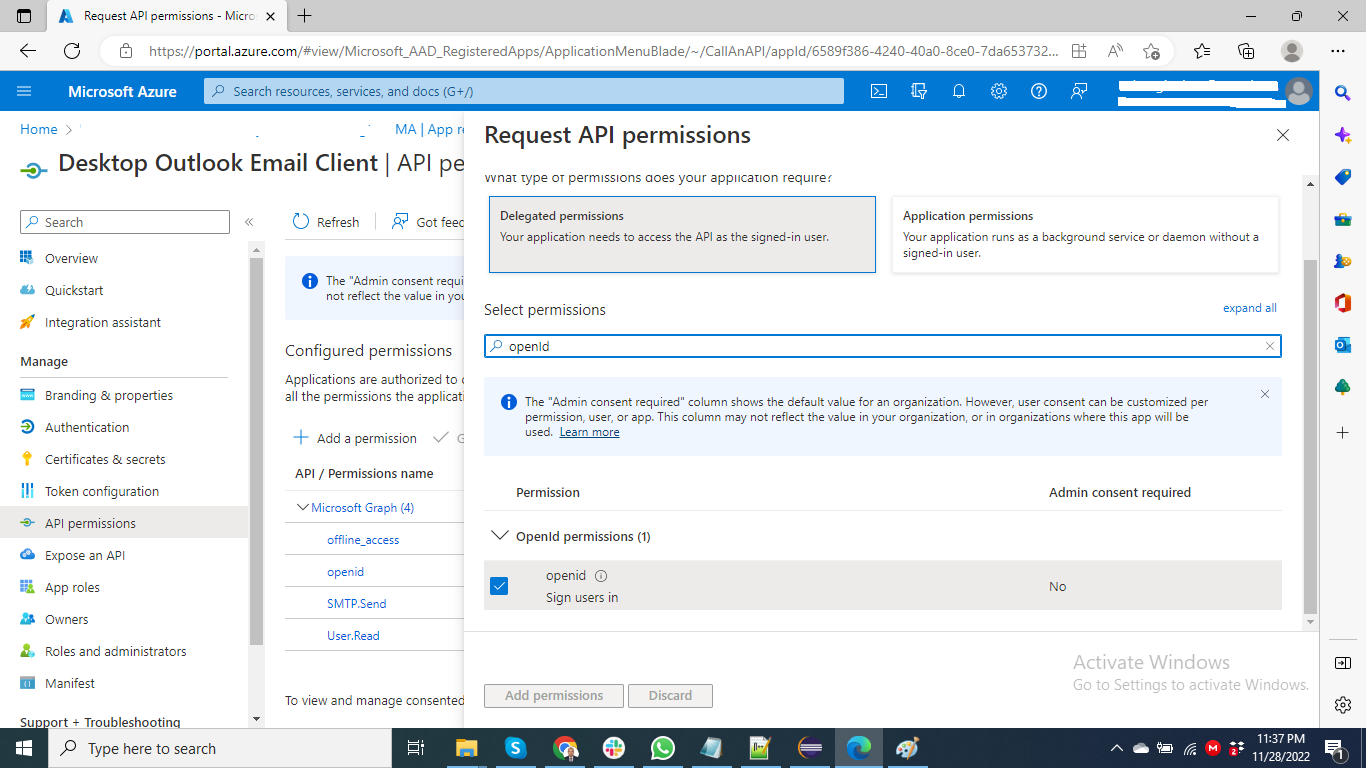 Request API permissions - Micros
https://portal.azure.com/#view/Microsoft_AAD_RegisteredApps/ApplicationMenuBlade/~/CallAnAPI/appId/6589f386-4240-40a0-8ce0-7da653732...
Microsoft Azure
Search resources, services, and docs (G+/)
Home
MA | App re
Desktop Outlook Email Client | API pe
Search
Overview
Quickstart
Integration assistant
Manage
Branding & properties
Authentication
Certificates & secrets
Token configuration
API permissions
Expose an API
App roles
Owners
Roles and administrators
Manifest
Support + Troubleshooting
Refresh
Got feed
The "Admin consent requi
not reflect the value in you
Configured permissions
Applications are authorized to c
all the permissions the applicati
Add a permission
G
API / Permissions name
Microsoft Graph (4)
offline_access
openid
SMTP.Send
User.Read
To view and manage consented
Request API permissions
What type of permissions does your application require?
Delegated permissions
Your application needs to access the API as the signed-in user.
Application permissions
Your application runs as a background service or daemon without a
signed-in user.
Select permissions
expand all
openId
The "Admin consent required" column shows the default value for an organization. However, user consent can be customized per
permission, user, or app. This column may not reflect the value in your organization, or in organizations where this app will be
used. Learn more
Permission
Admin consent required
OpenId permissions (1)
openid
Sign users in
No
Add permissions
Discard
Activate Windows
Go to Settings to activate Windows.
Type here to search
11:37 PM
11/28/2022
1